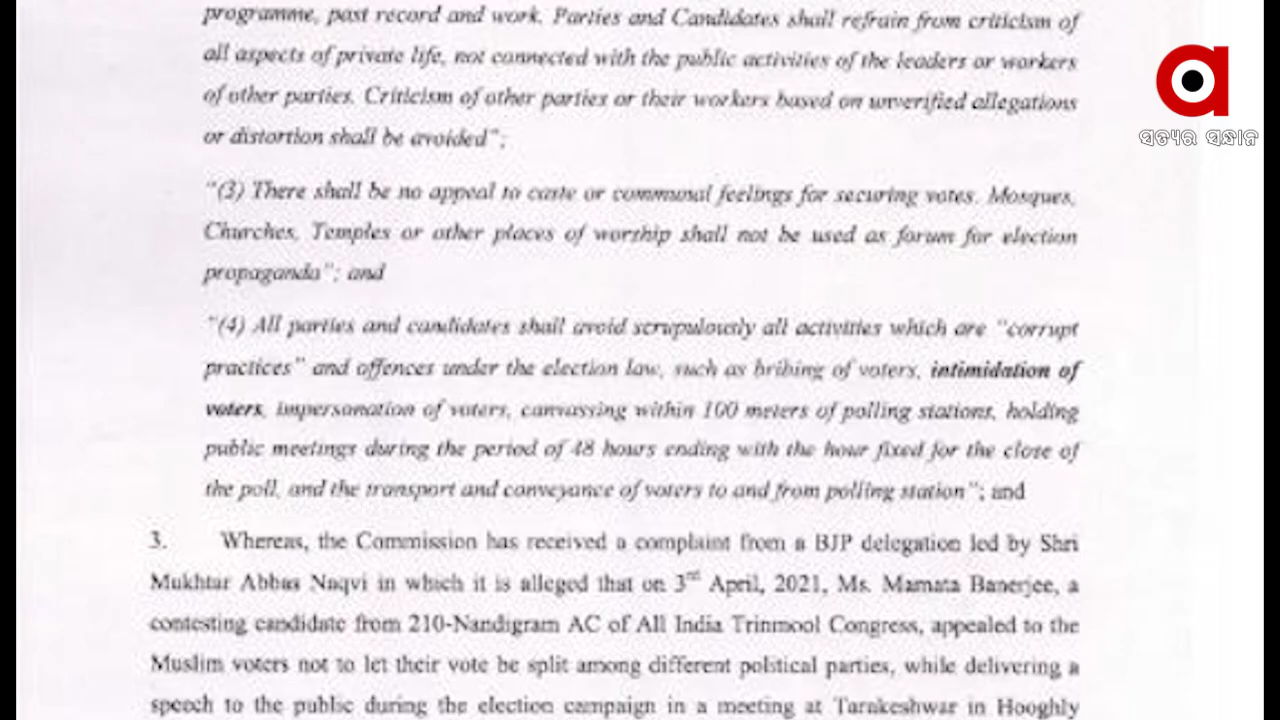 programme, past record and work. Parties and Candidates shall refrain from criticism of
all aspects of private life, not connected with the public activities of the leaders or workers
of other parties. Criticism of other parties or their workers based on unverified allegations
or distortion shall be avoided";
"(3) There shall be no appeal to caste or communal feelings for securing votes. Mosques,
Churches, Temples or other places of worship shall not be used as forum for election
propaganda"; and
"(4) All parties and candidates shall avoid scrupulously all activities which are "corrupt
practices" and offences under the election law, such as bribing of voters, intimidation of
voters, impersonation of voters, canvassing within 100 meters of polling stations, holding
public meetings during the period of 48 hours ending with the hour fixed for the close of
the poll, and the transport and conveyance of voters to and from polling station"; and
3. Whereas, the Commission has received a complaint from a BJP delegation led by Shri
Mukhtar Abbas Naqvi in which it is alleged that on 3rd April, 2021, Ms. Mamata Banerjee, a
contesting candidate from 210-Nandigram AC of All India Trinmool Congress, appealed to the
Muslim voters not to let their vote be split among different political parties, while delivering a
speech to the public during the election campaign in a meeting at Tarakeshwar in Hooghly
a
ସତ୍ୟର ସନ୍ଧାନ